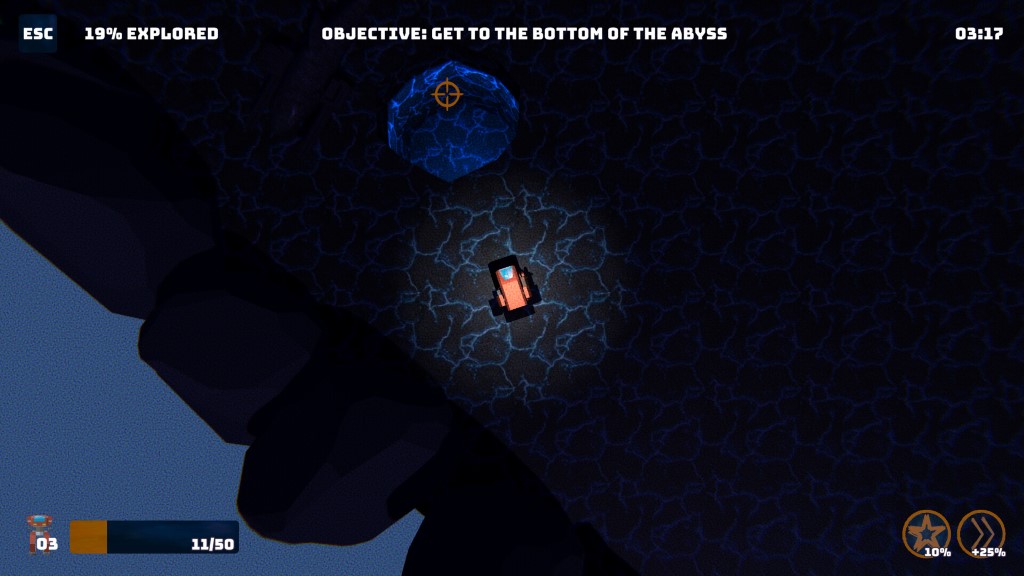 ESC
19% EXPLORED
OBJECTIVE: GET TO THE BOTTOM OF THE ABYSS
03:17
03
11/50
10%
+25%